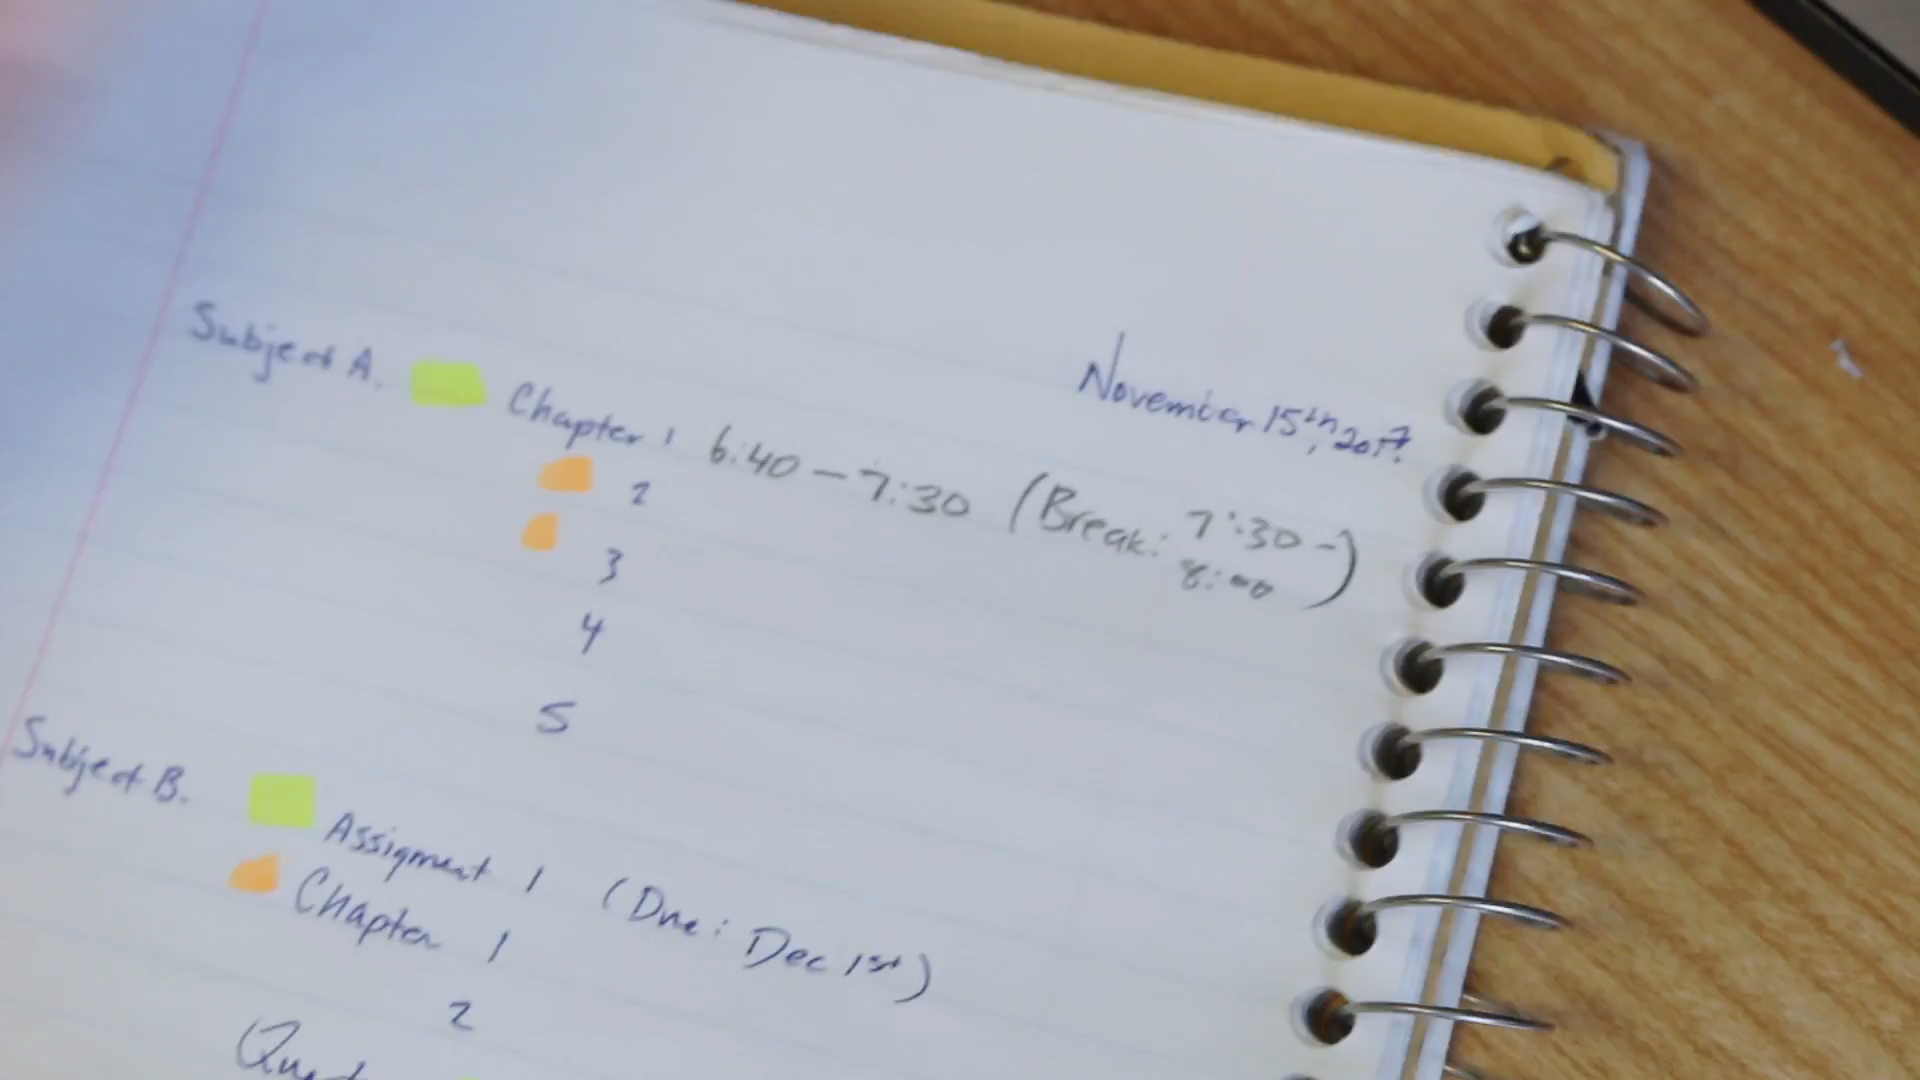 November 15th, 2017.
Subject A. Chapter 1 6:40 - 7:30 (Break: 7:30 -
8:00)
2
3
4
5
Subject B. Assigment 1 (Due: Dec 1st)
Chapter 1
2